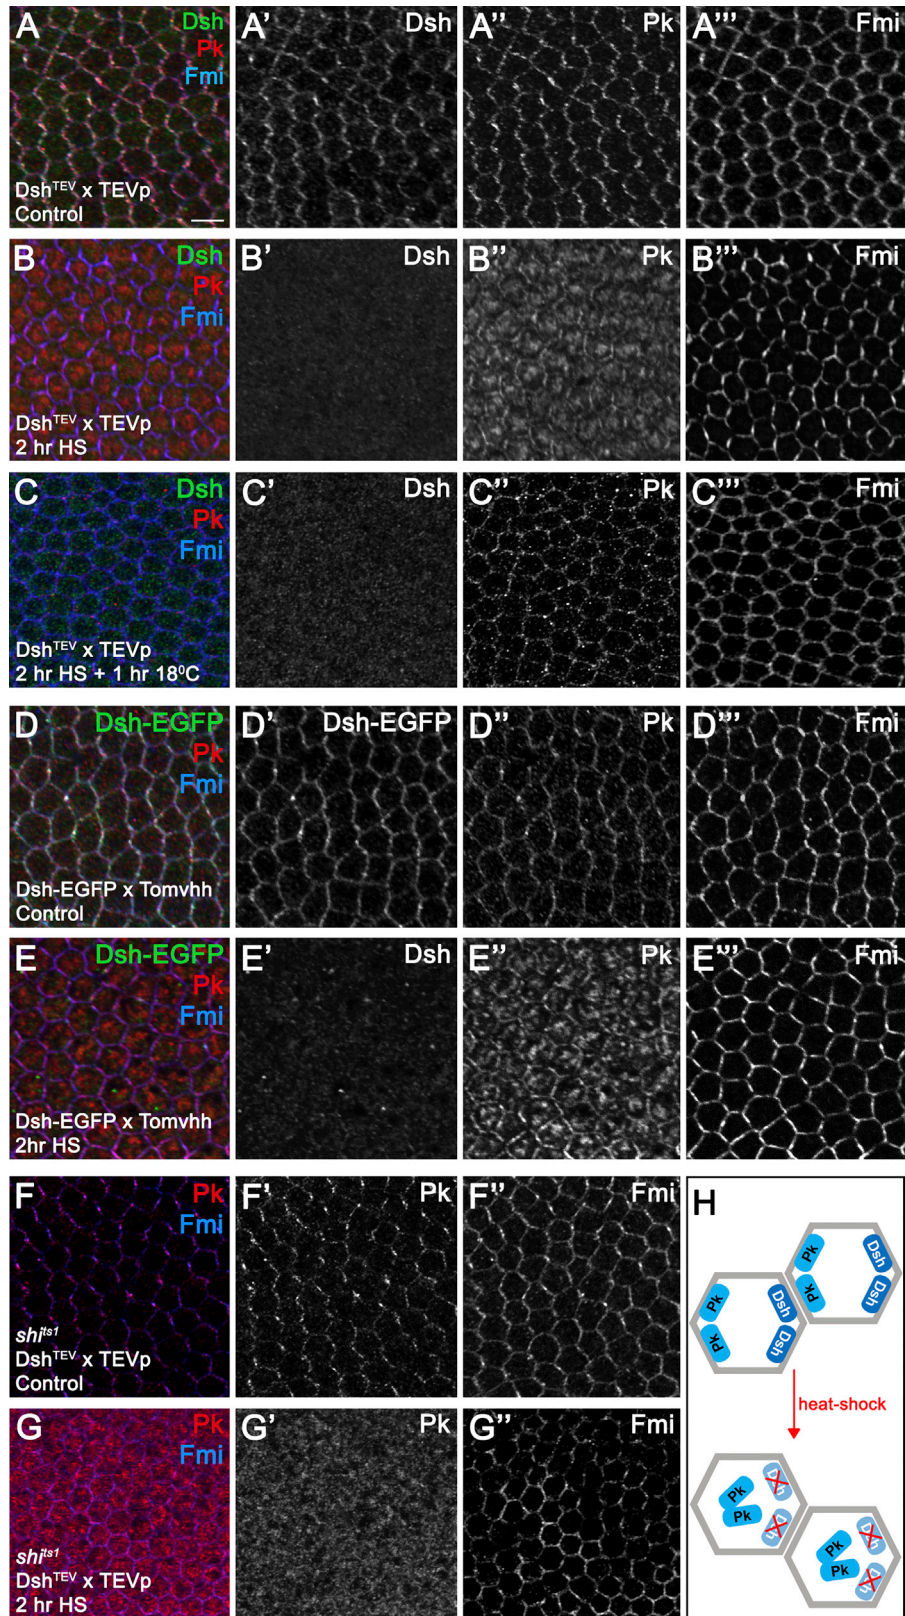 A
Dsh
Pk
Fmi
Dsh^TEV x TEVp
Control
A' Dsh
A'' Pk
A''' Fmi
B
Dsh
Pk
Fmi
Dsh^TEV x TEVp
2 hr HS
B' Dsh
B'' Pk
B''' Fmi
C
Dsh
Pk
Fmi
Dsh^TEV x TEVp
2 hr HS + 1 hr 18⁰C
C' Dsh
C'' Pk
C''' Fmi
D
Dsh-EGFP
Pk
Fmi
Dsh-EGFP x Tomvhh
Control
D' Dsh-EGFP
D'' Pk
D''' Fmi
E
Dsh-EGFP
Pk
Fmi
Dsh-EGFP x Tomvhh
2hr HS
E' Dsh
E'' Pk
E''' Fmi
F
Pk
Fmi
shi^ts1
Dsh^TEV x TEVp
Control
F' Pk
F'' Fmi
G
Pk
Fmi
shi^ts1
Dsh^TEV x TEVp
2 hr HS
G' Pk
G'' Fmi
H
Pk
Dsh
Pk
Dsh
Pk
Dsh
Pk
Dsh
heat-shock
Pk
Dsh
Pk
Dsh
Pk
Dsh
Pk
Dsh